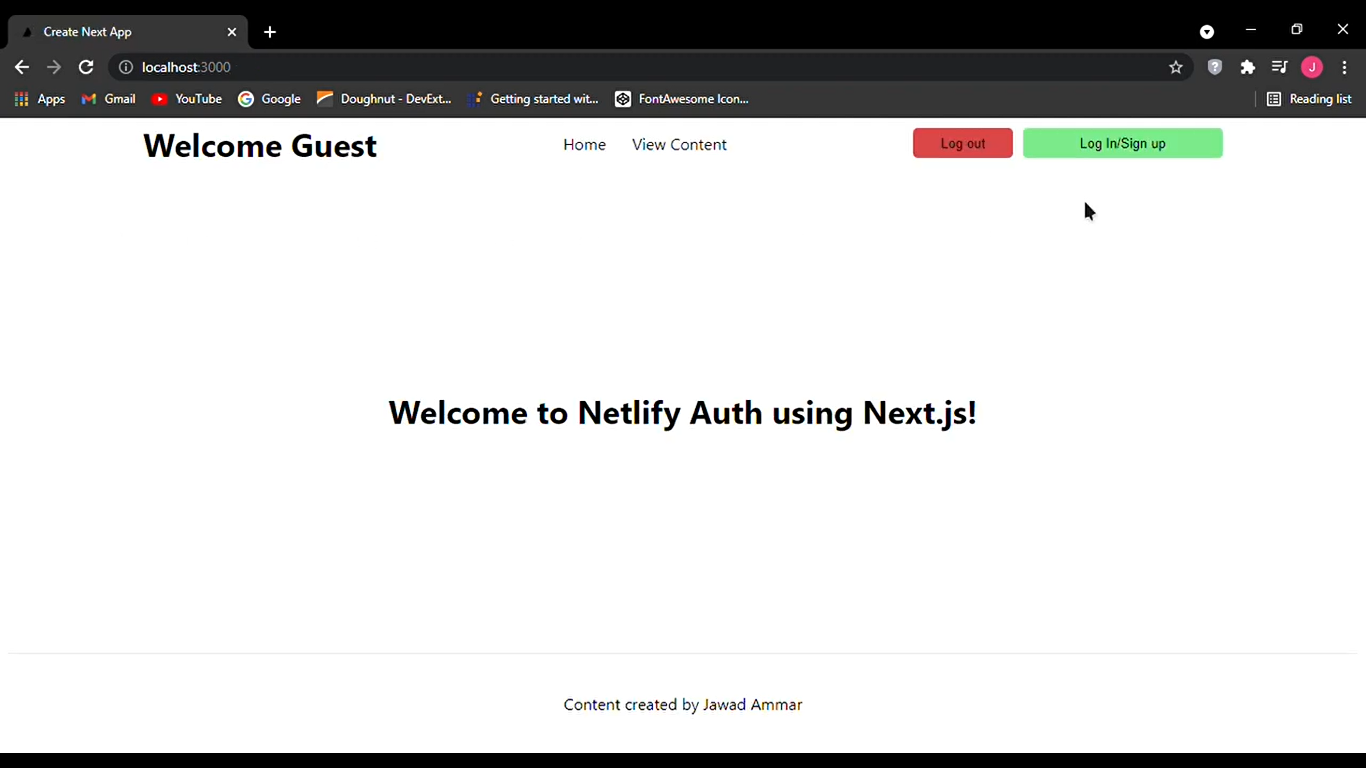 Create Next App
localhost:3000
Apps Gmail YouTube Google Doughnut - DevExt... Getting started wit... FontAwesome Icon... Reading list
J
Welcome Guest Home View Content Log out Log In/Sign up
Welcome to Netlify Auth using Next.js!
Content created by Jawad Ammar